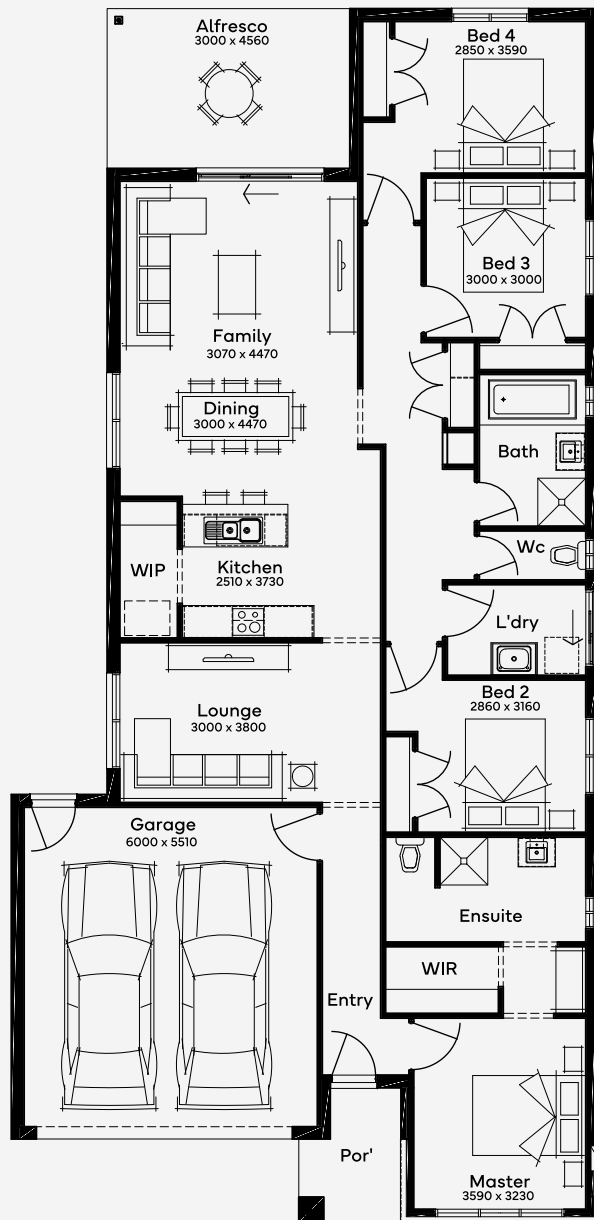 Alfresco
3000 x 4560
Bed 4
2850 x 3590
Bed 3
3000 x 3000
Family
3070 x 4470
Dining
3000 x 4470
Bath
Wc
WIP
Kitchen
2510 x 3730
L'dry
Lounge
3000 x 3800
Bed 2
2860 x 3160
Garage
6000 x 5510
Ensuite
WIR
Entry
Por'
Master
3590 x 3230